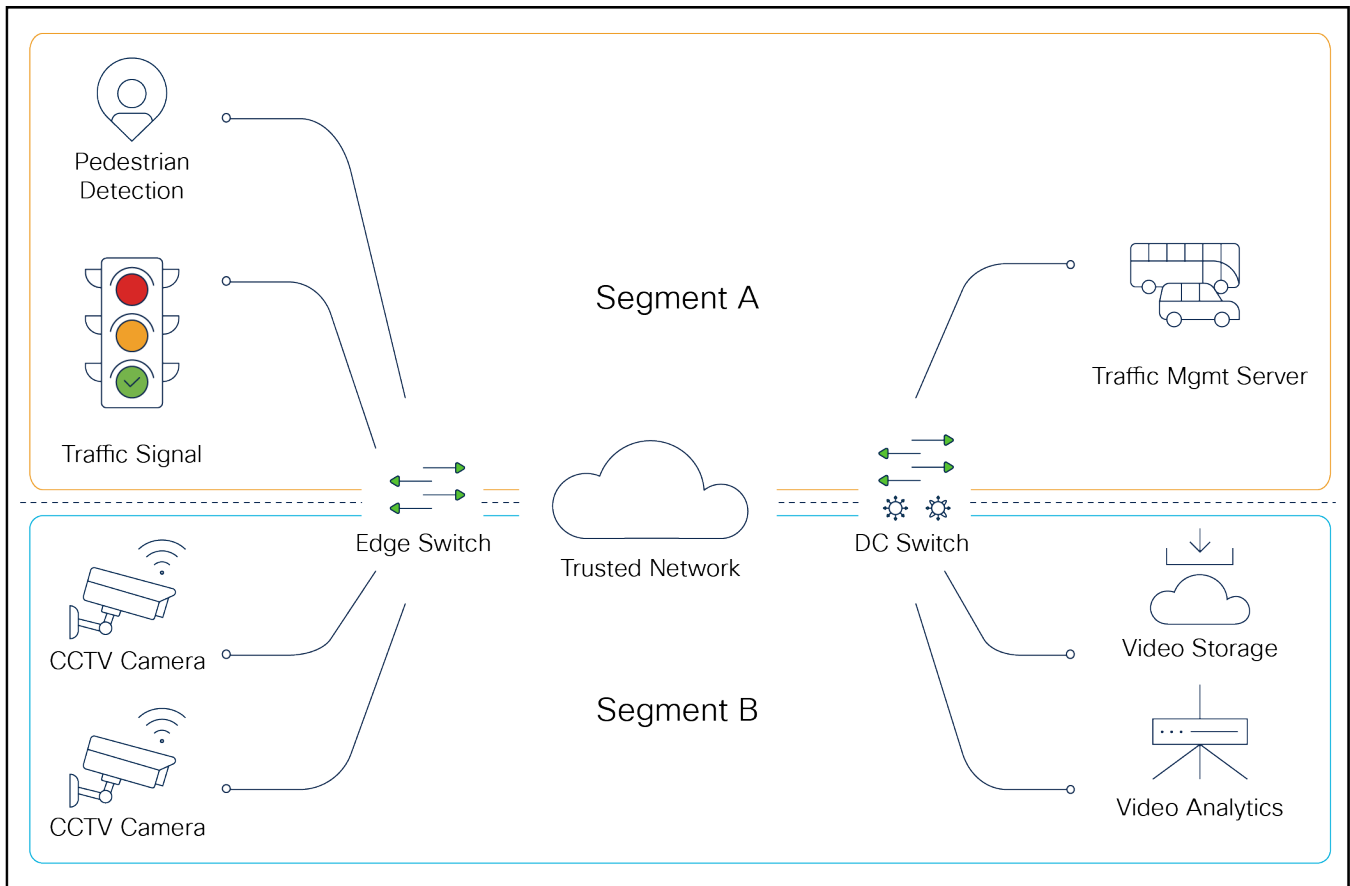 Pedestrian
Detection
Segment A
Traffic Mgmt Server
Traffic Signal
Edge Switch
Trusted Network
DC Switch
CCTV Camera
Video Storage
Segment B
CCTV Camera
Video Analytics